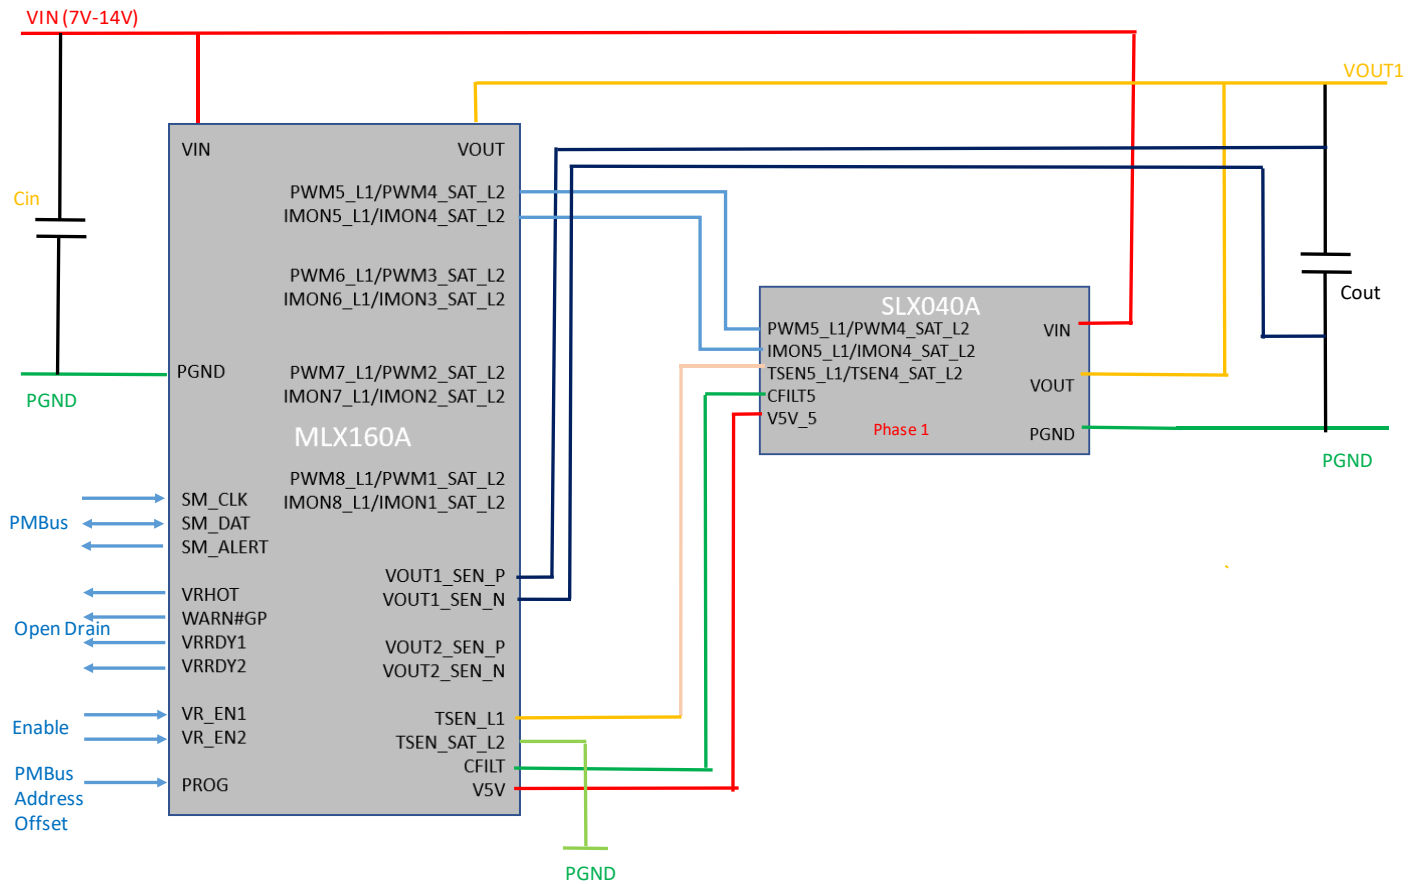 VIN (7V-14V)
VOUT1
VIN
VOUT
Cin
PWM5_L1/PWM4_SAT_L2
IMON5_L1/IMON4_SAT_L2
PWM6_L1/PWM3_SAT_L2
IMON6_L1/IMON3_SAT_L2
PGND
PGND
PWM7_L1/PWM2_SAT_L2
IMON7_L1/IMON2_SAT_L2
MLX160A
PWM8_L1/PWM1_SAT_L2
IMON8_L1/IMON1_SAT_L2
PMBus
SM_CLK
SM_DAT
SM_ALERT
Open Drain
VRHOT
WARN#GP
VRRDY1
VRRDY2
VOUT1_SEN_P
VOUT1_SEN_N
VOUT2_SEN_P
VOUT2_SEN_N
Enable
VR_EN1
VR_EN2
TSEN_L1
TSEN_SAT_L2
CFILT
V5V
PMBus
Address
Offset
PROG
PGND
SLX040A
PWM5_L1/PWM4_SAT_L2
IMON5_L1/IMON4_SAT_L2
TSEN5_L1/TSEN4_SAT_L2
CFILT5
V5V_5
Phase 1
VIN
VOUT
PGND
Cout
PGND